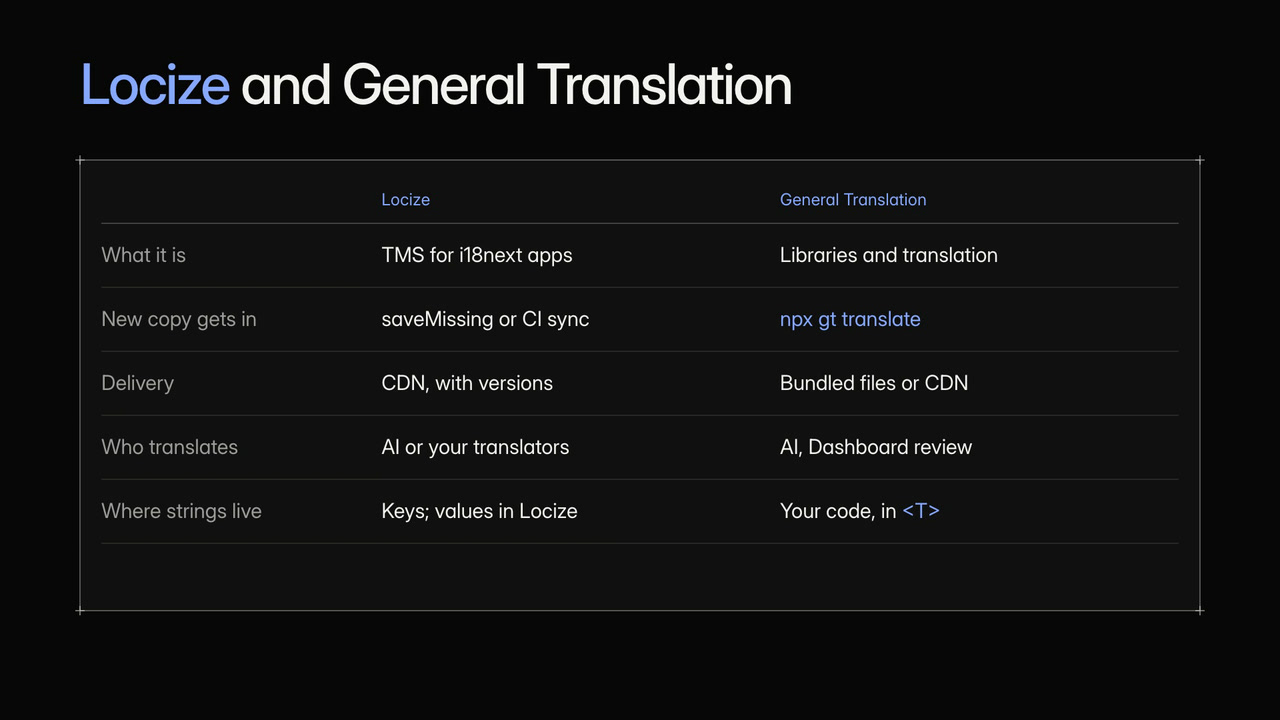 Locize and General Translation
Locize General Translation
What it is TMS for i18next apps Libraries and translation
New copy gets in saveMissing or CI sync npx gt translate
Delivery CDN, with versions Bundled files or CDN
Who translates AI or your translators AI, Dashboard review
Where strings live Keys; values in Locize Your code, in <T>